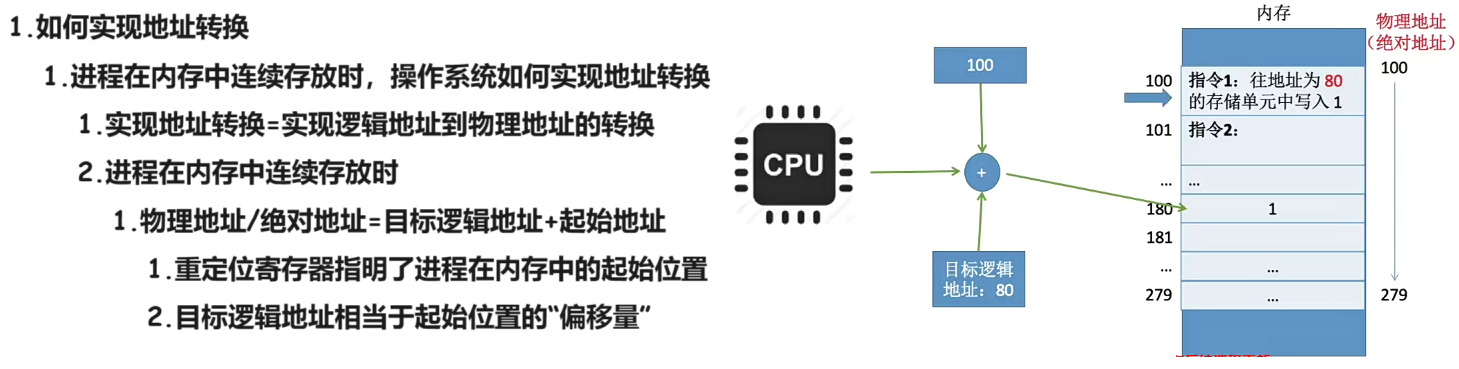 1.如何实现地址转换
1.进程在内存中连续存放时，操作系统如何实现地址转换
1.实现地址转换=实现逻辑地址到物理地址的转换
2.进程在内存中连续存放时
1.物理地址/绝对地址=目标逻辑地址+起始地址
1.重定位寄存器指明了进程在内存中的起始位置
2.目标逻辑地址相当于起始位置的“偏移量”
CPU
100
+
目标逻辑
地址：80
内存
物理地址
（绝对地址）
100
指令1：往地址为 80
的存储单元中写入 1
100
101
指令2：
...
...
180
1
181
...
...
279
...
279